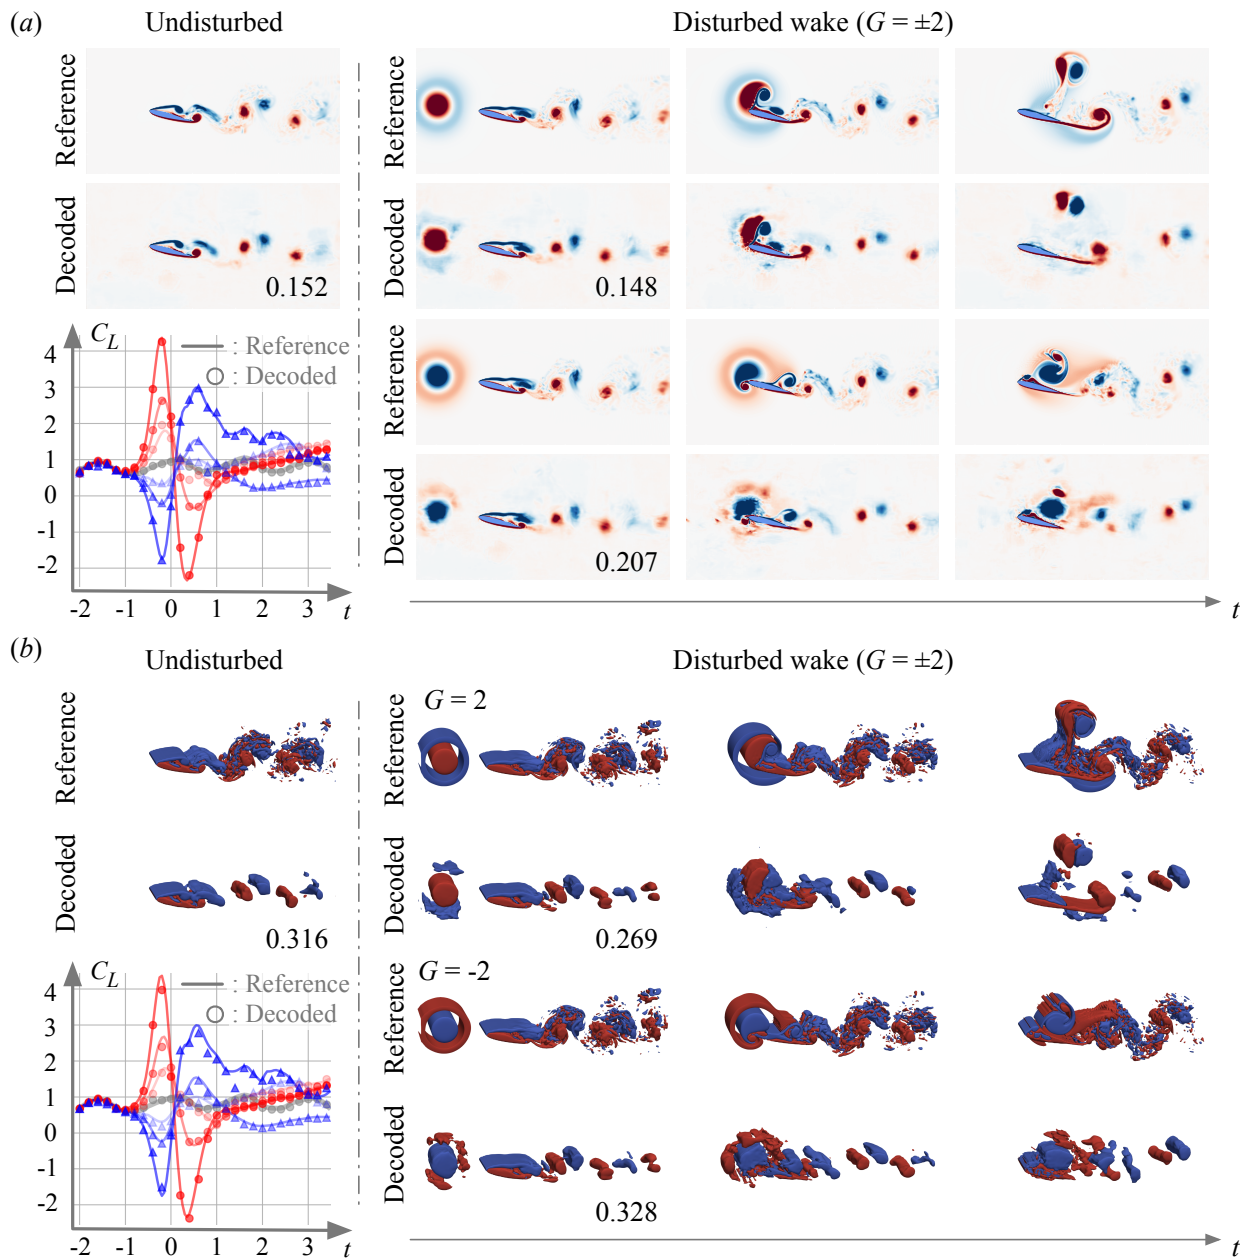 (a)
Undisturbed
Disturbed wake (G = ±2)
Reference
Reference
Decoded
Decoded
0.152
0.148
C_L
: Reference
: Decoded
4
3
2
1
0
-1
-2
-2 -1 0 1 2 3 t
Reference
Decoded
0.207
t
(b)
Undisturbed
Disturbed wake (G = ±2)
Reference
Reference
G = 2
Decoded
Decoded
0.316
0.269
C_L
: Reference
: Decoded
4
3
2
1
0
-1
-2
-2 -1 0 1 2 3 t
Reference
G = -2
Decoded
0.328
t